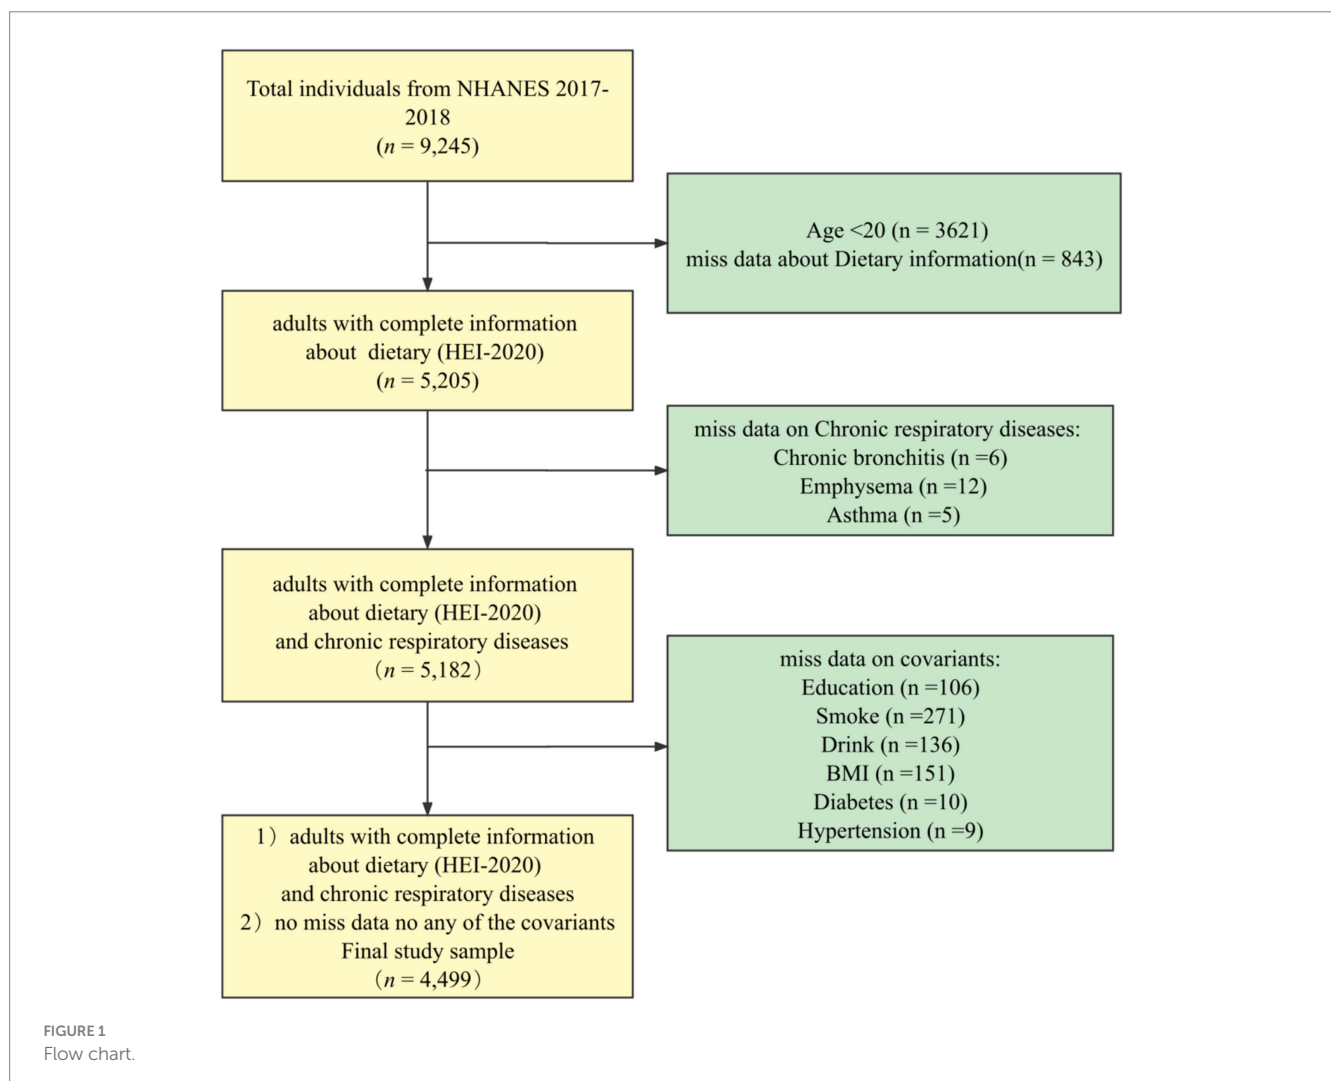 Total individuals from NHANES 2017-
2018
(n = 9,245)
Age <20 (n = 3621)
miss data about Dietary information(n = 843)
adults with complete information
about dietary (HEI-2020)
(n = 5,205)
miss data on Chronic respiratory diseases:
Chronic bronchitis (n =6)
Emphysema (n =12)
Asthma (n =5)
adults with complete information
about dietary (HEI-2020)
and chronic respiratory diseases
（n = 5,182）
miss data on covariants:
Education (n =106)
Smoke (n =271)
Drink (n =136)
BMI (n =151)
Diabetes (n =10)
Hypertension (n =9)
1）adults with complete information
about dietary (HEI-2020)
and chronic respiratory diseases
2）no miss data no any of the covariants
Final study sample
（n = 4,499）
FIGURE 1
Flow chart.